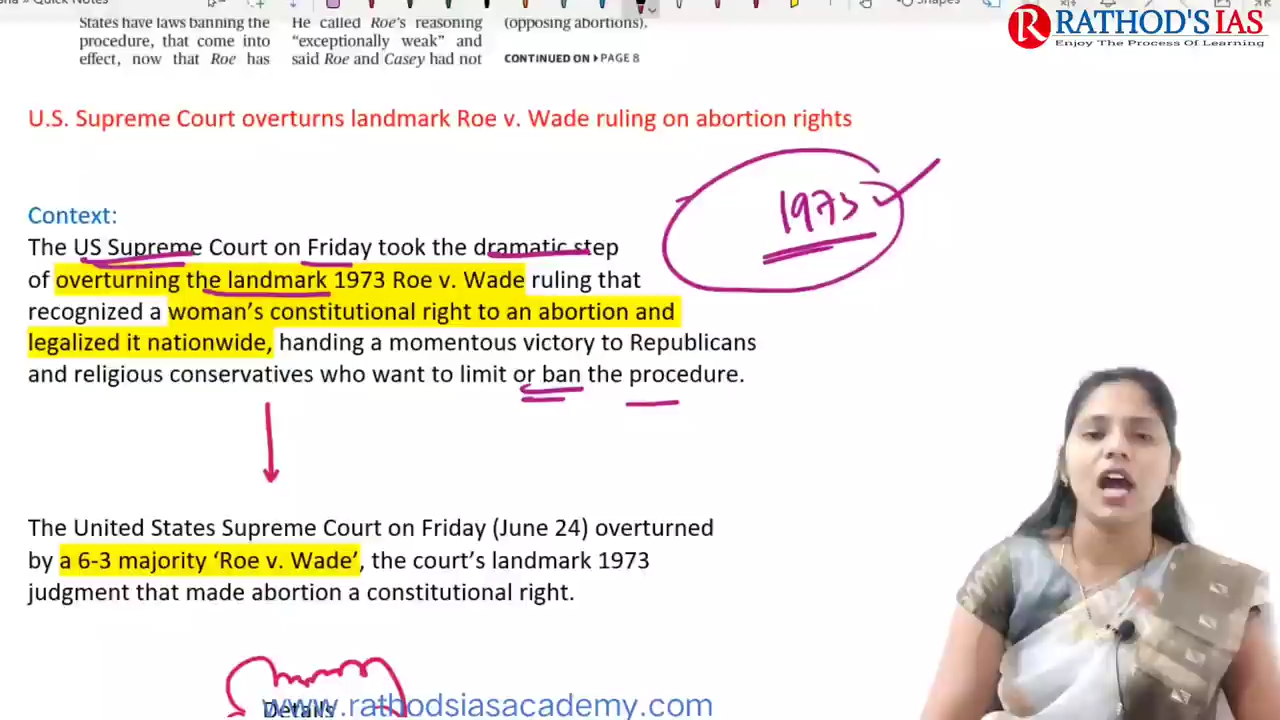 Quick Notes
Shapes
RATHOD'S IAS
Enjoy The Process Of Learning
States have laws banning the
procedure, that come into
effect, now that Roe has
He called Roe's reasoning
“exceptionally weak” and
said Roe and Casey had not
(opposing abortions).
CONTINUED ON PAGE 8
U.S. Supreme Court overturns landmark Roe v. Wade ruling on abortion rights
1973
Context:
The US Supreme Court on Friday took the dramatic step
of overturning the landmark 1973 Roe v. Wade ruling that
recognized a woman’s constitutional right to an abortion and
legalized it nationwide, handing a momentous victory to Republicans
and religious conservatives who want to limit or ban the procedure.
The United States Supreme Court on Friday (June 24) overturned
by a 6-3 majority ‘Roe v. Wade’, the court’s landmark 1973
judgment that made abortion a constitutional right.
Details
www.rathodsiasacademy.com